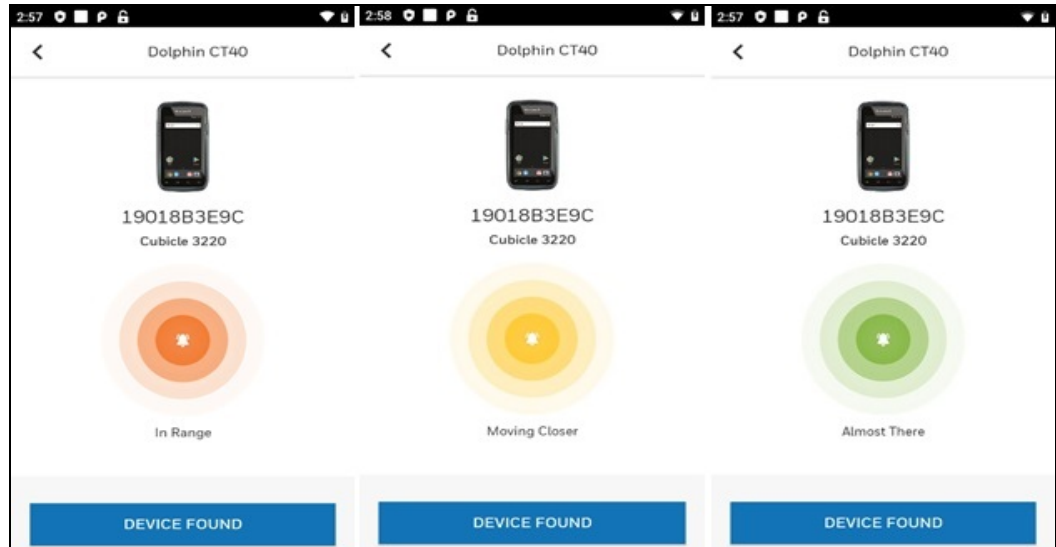 2:57 P
Dolphin CT40
19018B3E9C
Cubicle 3220
In Range
DEVICE FOUND
2:58 P
Dolphin CT40
19018B3E9C
Cubicle 3220
Moving Closer
DEVICE FOUND
2:57 P
Dolphin CT40
19018B3E9C
Cubicle 3220
Almost There
DEVICE FOUND